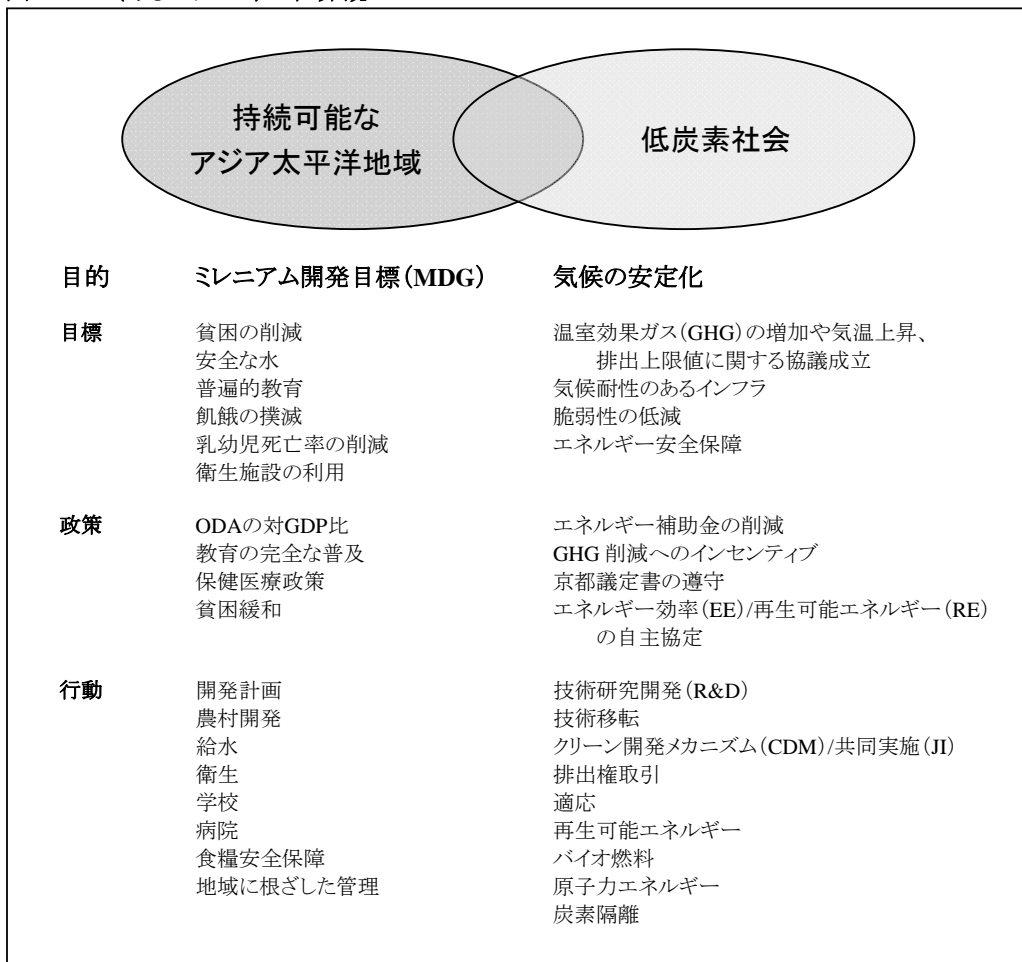 持続可能な
アジア太平洋地域
低炭素社会
目的 ミレニアム開発目標(MDG) 気候の安定化
目標 貧困の削減 温室効果ガス(GHG)の増加や気温上昇、
安全な水 排出上限値に関する協議成立
普遍的教育 気候耐性のあるインフラ
飢餓の撲滅 脆弱性の低減
乳幼児死亡率の削減 エネルギー安全保障
衛生施設の利用
政策 ODAの対GDP比 エネルギー補助金の削減
教育の完全な普及 GHG 削減へのインセンティブ
保健医療政策 京都議定書の遵守
貧困緩和 エネルギー効率(EE)/再生可能エネルギー(RE)
の自主協定
行動 開発計画 技術研究開発(R&D)
農村開発 技術移転
給水 クリーン開発メカニズム(CDM)/共同実施(JI)
衛生 排出権取引
学校 適応
病院 再生可能エネルギー
食糧安全保障 バイオ燃料
地域に根ざした管理 原子力エネルギー
炭素隔離